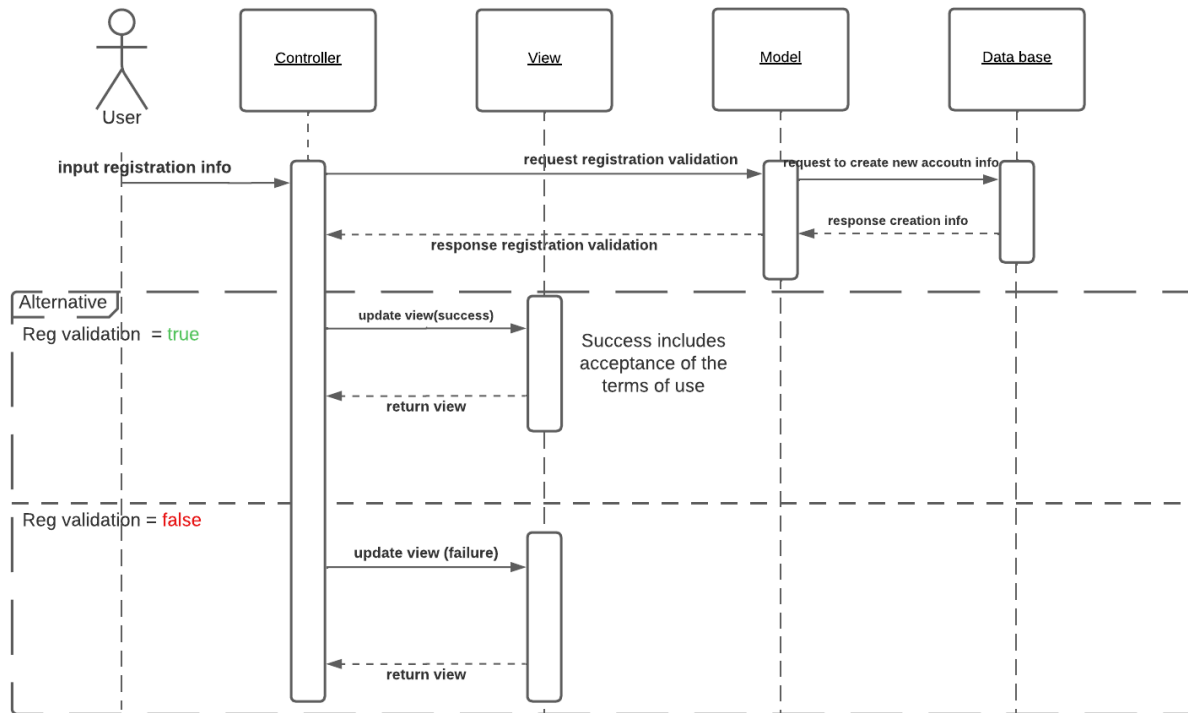 Controller
View
Model
Data base
User
input registration info
request registration validation
request to create new accoutn info
response creation info
response registration validation
Alternative
Reg validation = true
update view(success)
Success includes
acceptance of the
terms of use
return view
Reg validation = false
update view (failure)
return view